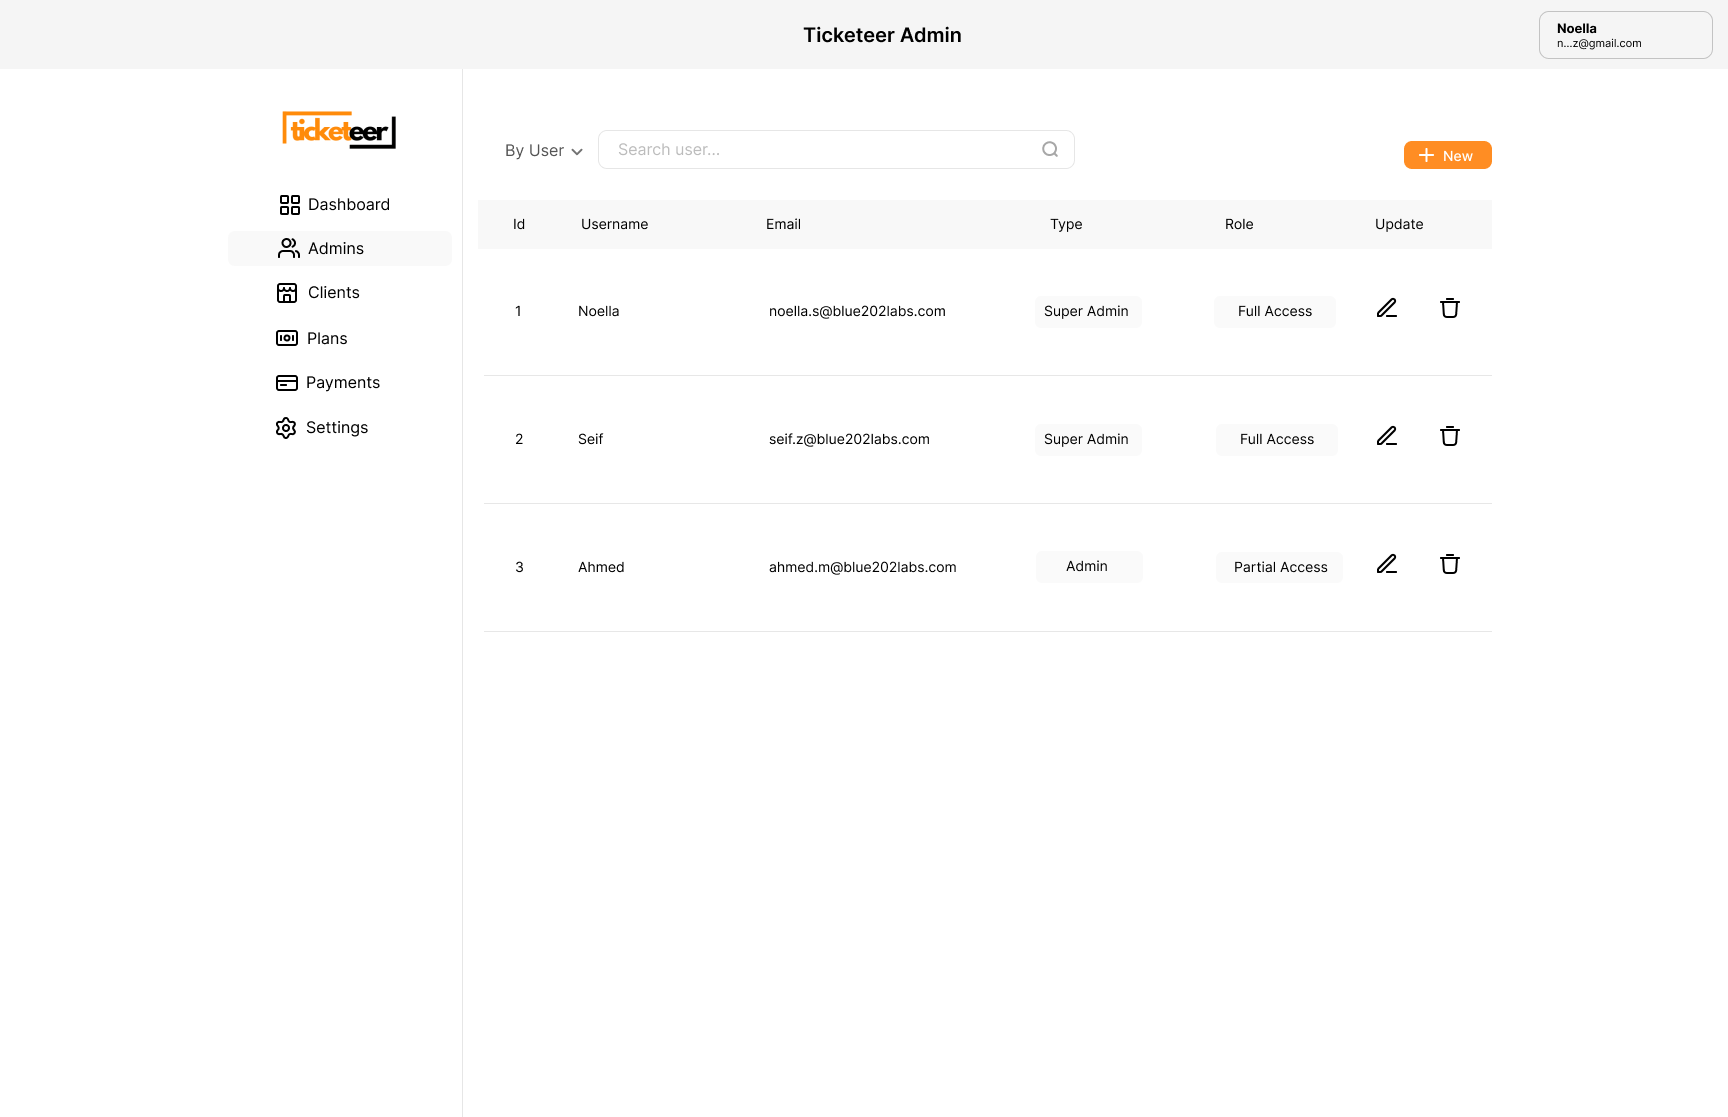 Ticketeer Admin
Noella
n...z@gmail.com
ticketeer
Dashboard
Admins
Clients
Plans
Payments
Settings
By User
Search user...
New
Id Username Email Type Role Update
1 Noella noella.s@blue202labs.com Super Admin Full Access
2 Seif seif.z@blue202labs.com Super Admin Full Access
3 Ahmed ahmed.m@blue202labs.com Admin Partial Access